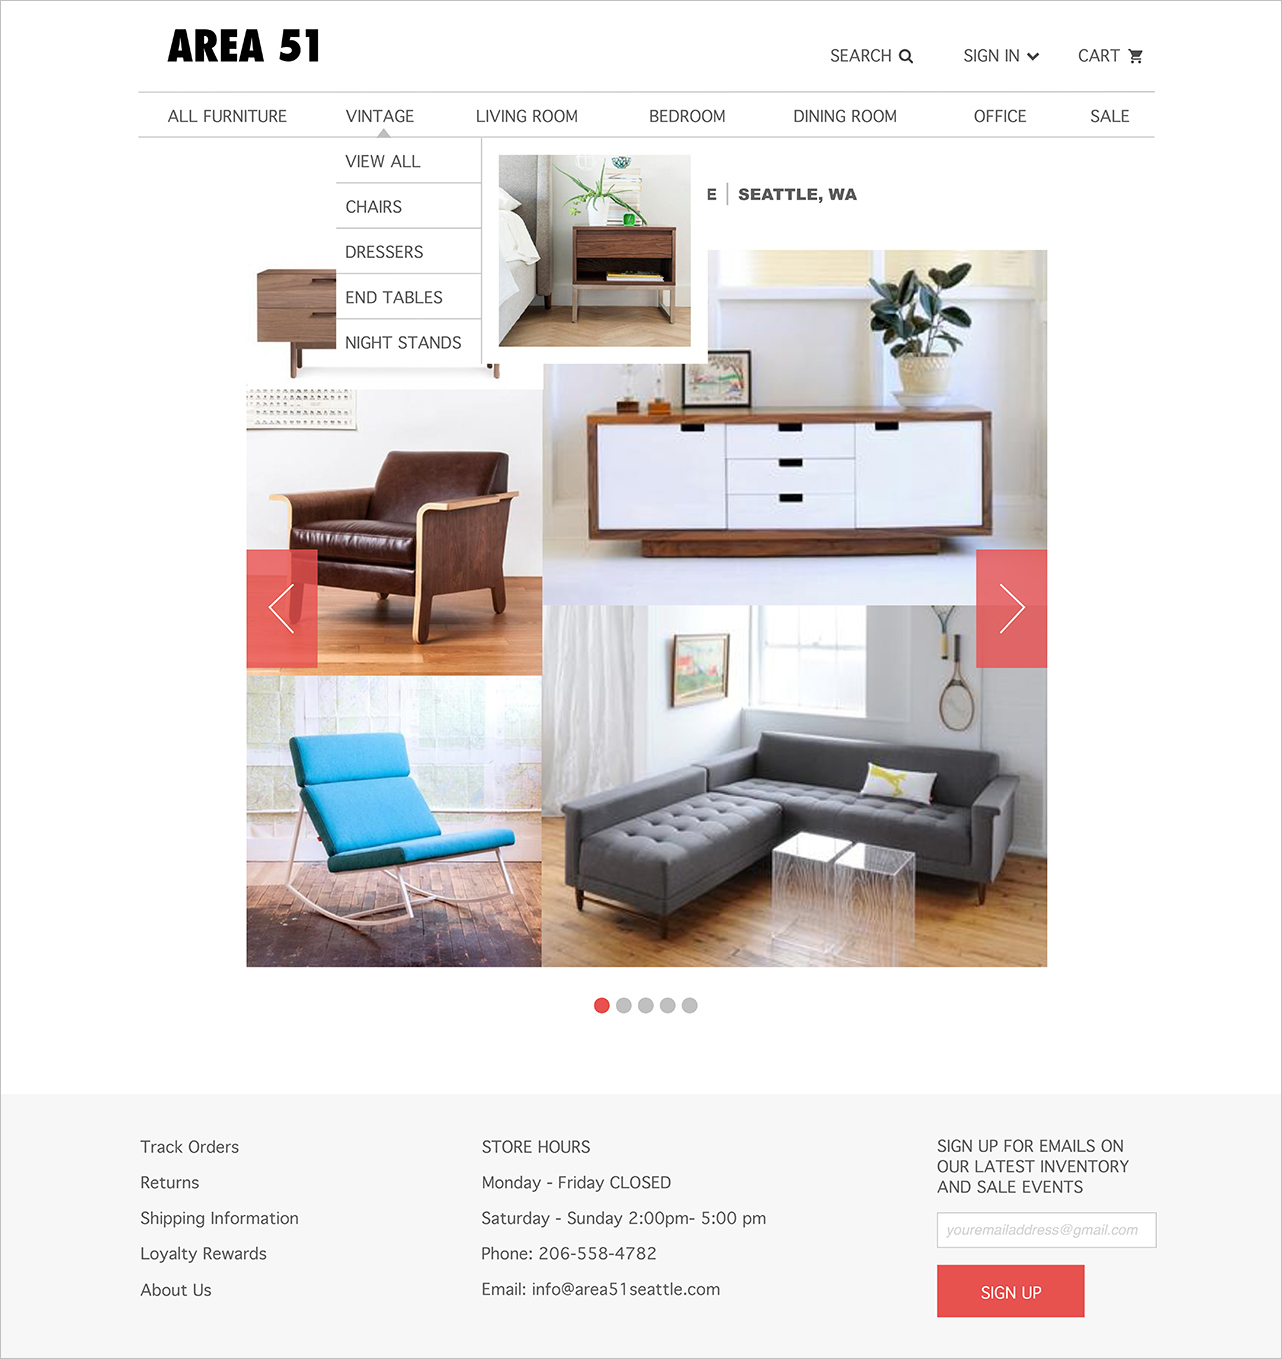 AREA 51
SEARCH
SIGN IN
CART
ALL FURNITURE
VINTAGE
LIVING ROOM
BEDROOM
DINING ROOM
OFFICE
SALE
VIEW ALL
CHAIRS
DRESSERS
END TABLES
NIGHT STANDS
E | SEATTLE, WA
Track Orders
Returns
Shipping Information
Loyalty Rewards
About Us
STORE HOURS
Monday - Friday CLOSED
Saturday - Sunday 2:00pm- 5:00 pm
Phone: 206-558-4782
Email: info@area51seattle.com
SIGN UP FOR EMAILS ON
OUR LATEST INVENTORY
AND SALE EVENTS
youremailaddress@gmail.com
SIGN UP